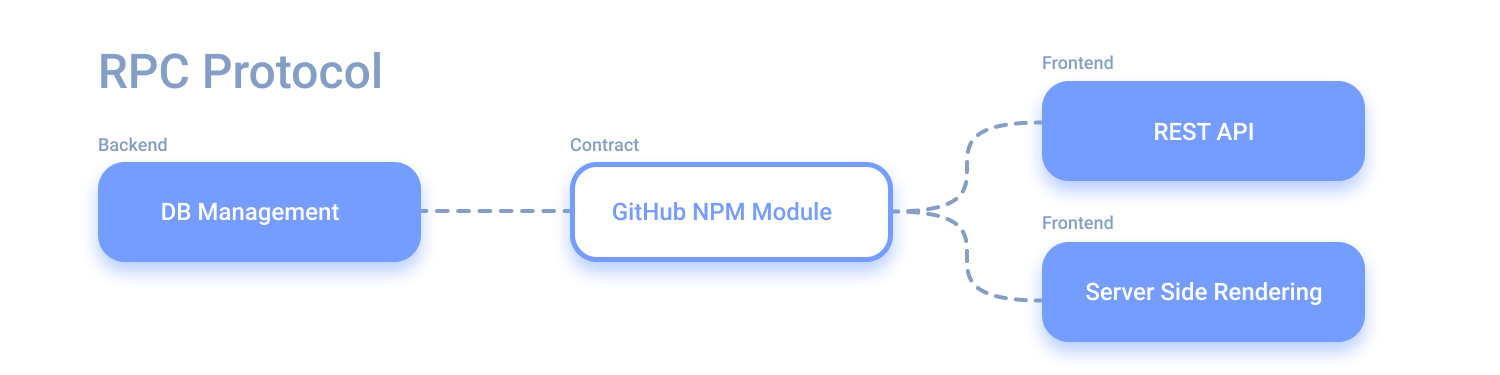 RPC Protocol
Backend
DB Management
Contract
GitHub NPM Module
Frontend
REST API
Frontend
Server Side Rendering